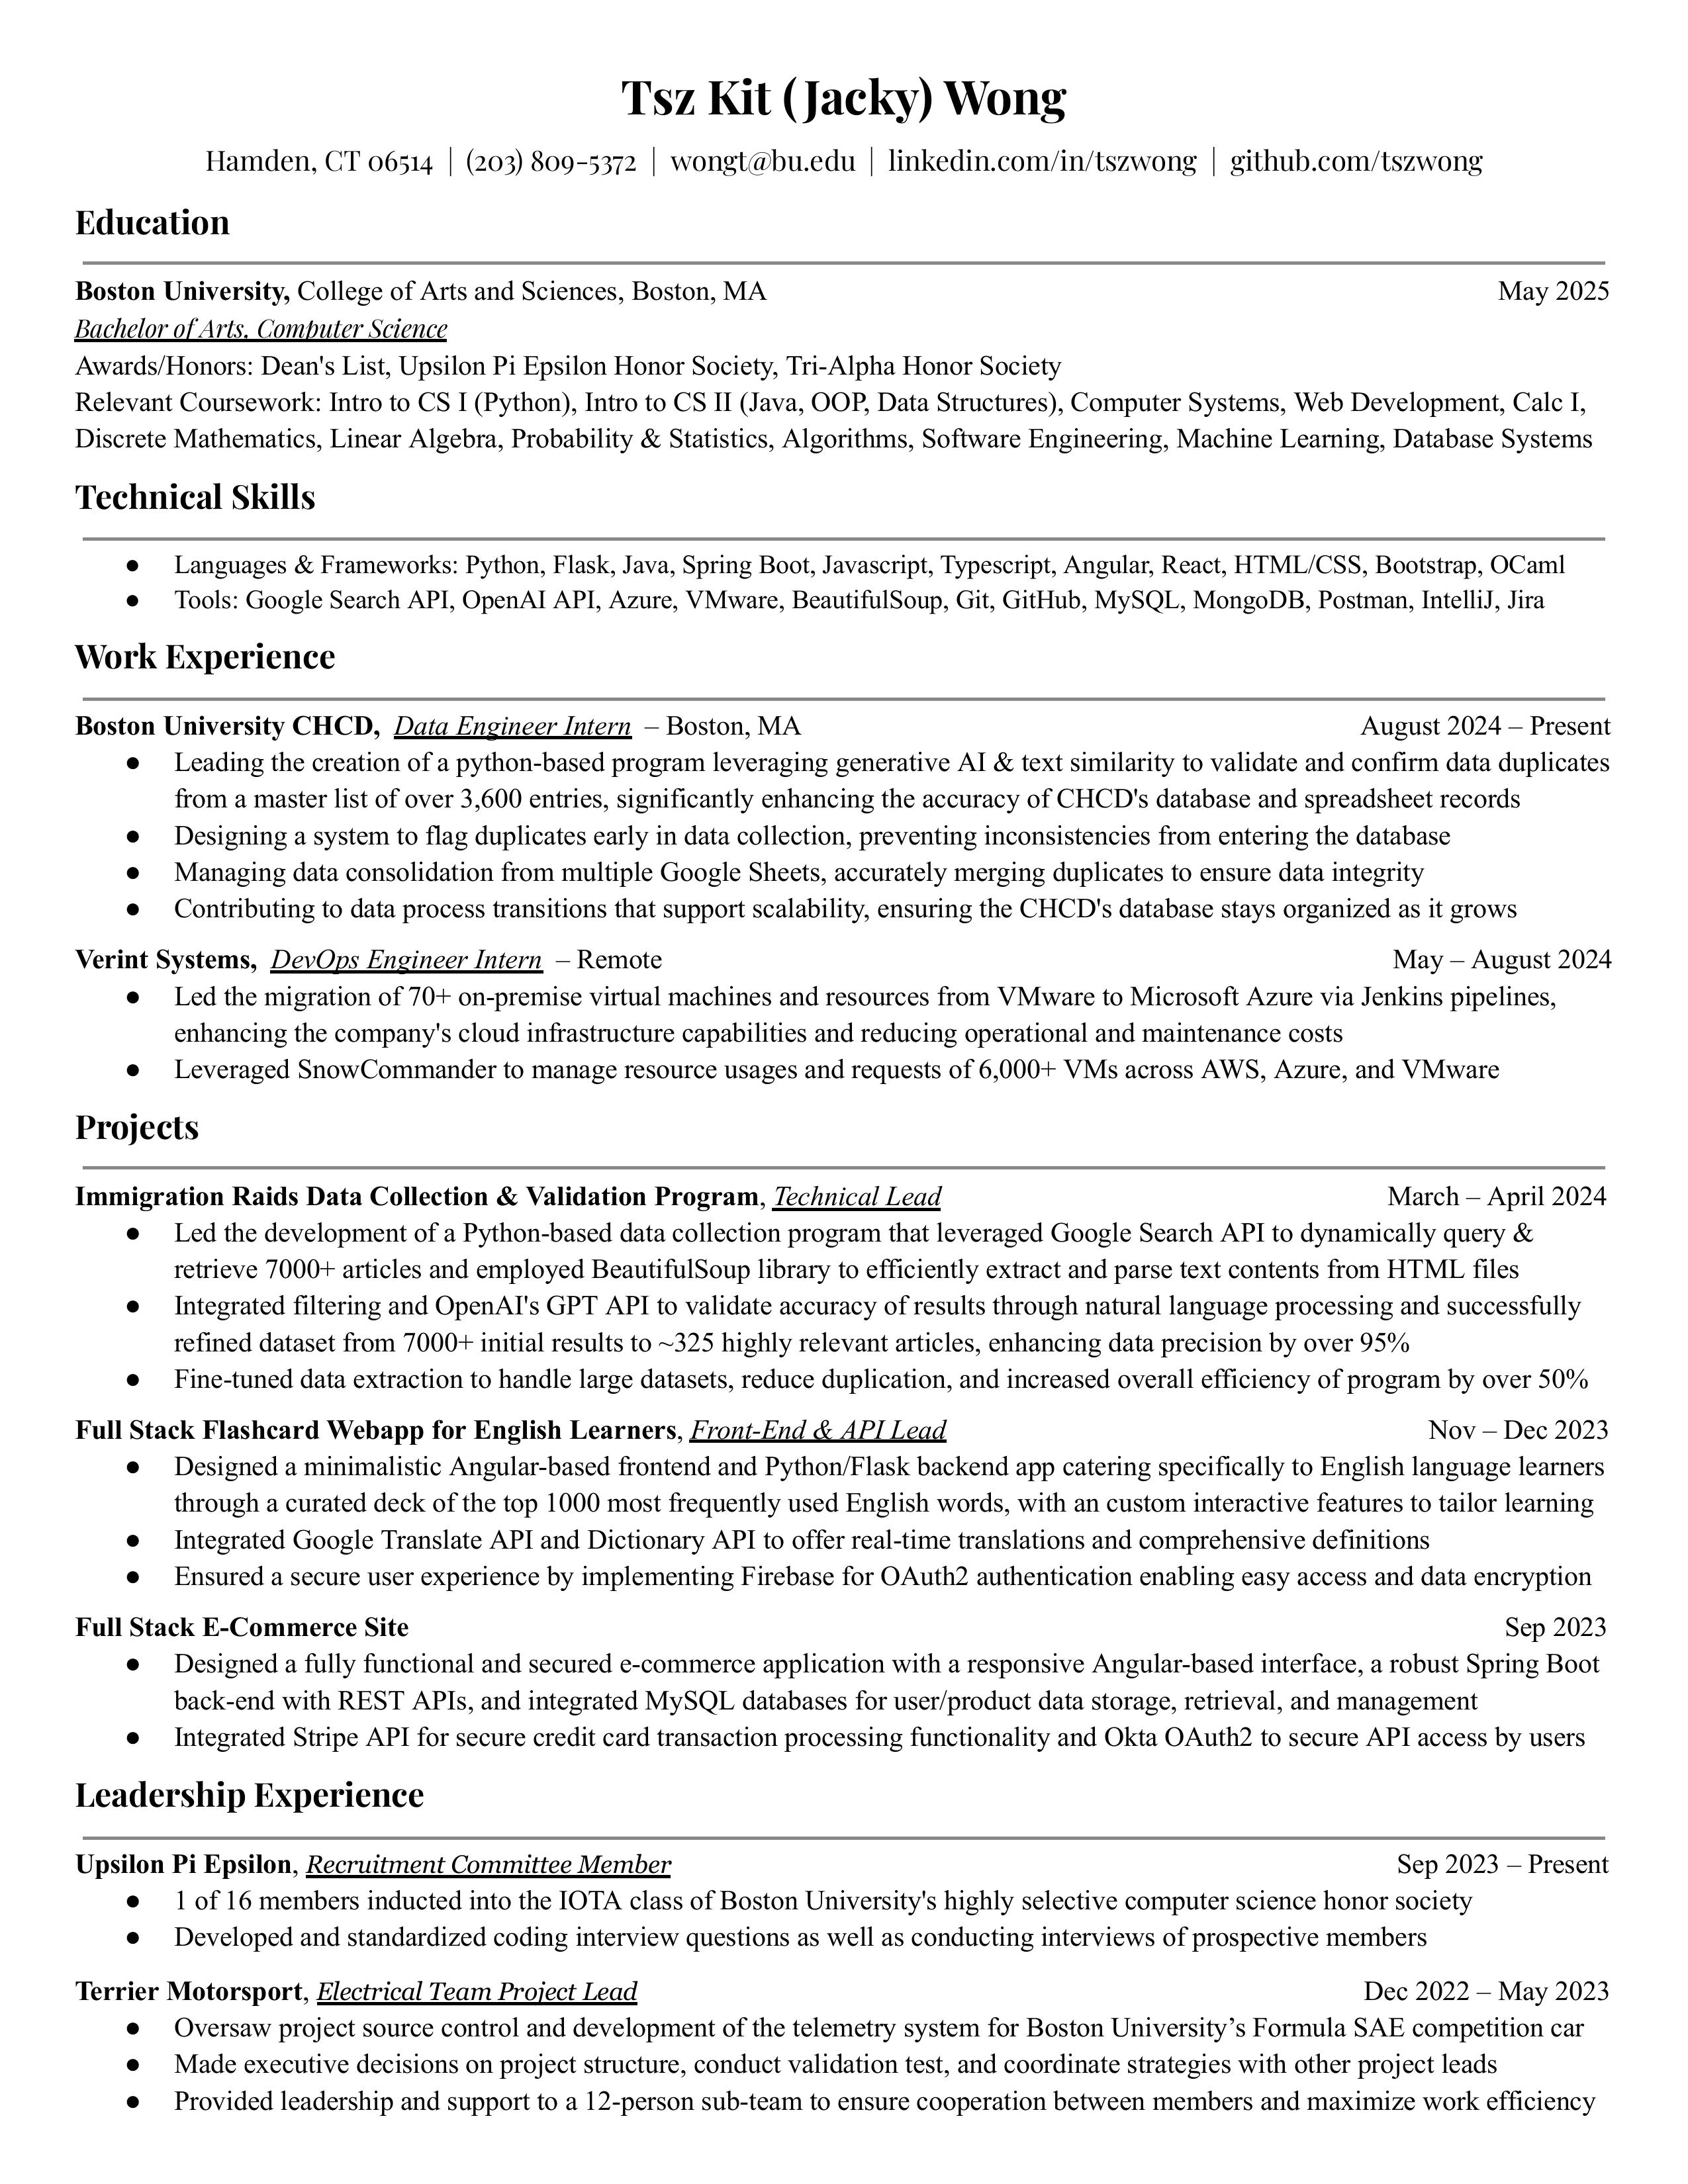 Tsz Kit (Jacky) Wong
Hamden, CT 06514 | (203) 809-5372 | wongt@bu.edu | linkedin.com/in/tszwong | github.com/tszwong
Education
Boston University, College of Arts and Sciences, Boston, MA May 2025
Bachelor of Arts, Computer Science
Awards/Honors: Dean's List, Upsilon Pi Epsilon Honor Society, Tri-Alpha Honor Society
Relevant Coursework: Intro to CS I (Python), Intro to CS II (Java, OOP, Data Structures), Computer Systems, Web Development, Calc I,
Discrete Mathematics, Linear Algebra, Probability & Statistics, Algorithms, Software Engineering, Machine Learning, Database Systems
Technical Skills
● Languages & Frameworks: Python, Flask, Java, Spring Boot, Javascript, Typescript, Angular, React, HTML/CSS, Bootstrap, OCaml
● Tools: Google Search API, OpenAI API, Azure, VMware, BeautifulSoup, Git, GitHub, MySQL, MongoDB, Postman, IntelliJ, Jira
Work Experience
Boston University CHCD, Data Engineer Intern – Boston, MA August 2024 – Present
● Leading the creation of a python-based program leveraging generative AI & text similarity to validate and confirm data duplicates
from a master list of over 3,600 entries, significantly enhancing the accuracy of CHCD's database and spreadsheet records
● Designing a system to flag duplicates early in data collection, preventing inconsistencies from entering the database
● Managing data consolidation from multiple Google Sheets, accurately merging duplicates to ensure data integrity
● Contributing to data process transitions that support scalability, ensuring the CHCD's database stays organized as it grows
Verint Systems, DevOps Engineer Intern – Remote May – August 2024
● Led the migration of 70+ on-premise virtual machines and resources from VMware to Microsoft Azure via Jenkins pipelines,
enhancing the company's cloud infrastructure capabilities and reducing operational and maintenance costs
● Leveraged SnowCommander to manage resource usages and requests of 6,000+ VMs across AWS, Azure, and VMware
Projects
Immigration Raids Data Collection & Validation Program, Technical Lead March – April 2024
● Led the development of a Python-based data collection program that leveraged Google Search API to dynamically query &
retrieve 7000+ articles and employed BeautifulSoup library to efficiently extract and parse text contents from HTML files
● Integrated filtering and OpenAI's GPT API to validate accuracy of results through natural language processing and successfully
refined dataset from 7000+ initial results to ~325 highly relevant articles, enhancing data precision by over 95%
● Fine-tuned data extraction to handle large datasets, reduce duplication, and increased overall efficiency of program by over 50%
Full Stack Flashcard Webapp for English Learners, Front-End & API Lead Nov – Dec 2023
● Designed a minimalistic Angular-based frontend and Python/Flask backend app catering specifically to English language learners
through a curated deck of the top 1000 most frequently used English words, with an custom interactive features to tailor learning
● Integrated Google Translate API and Dictionary API to offer real-time translations and comprehensive definitions
● Ensured a secure user experience by implementing Firebase for OAuth2 authentication enabling easy access and data encryption
Full Stack E-Commerce Site Sep 2023
● Designed a fully functional and secured e-commerce application with a responsive Angular-based interface, a robust Spring Boot
back-end with REST APIs, and integrated MySQL databases for user/product data storage, retrieval, and management
● Integrated Stripe API for secure credit card transaction processing functionality and Okta OAuth2 to secure API access by users
Leadership Experience
Upsilon Pi Epsilon, Recruitment Committee Member Sep 2023 – Present
● 1 of 16 members inducted into the IOTA class of Boston University's highly selective computer science honor society
● Developed and standardized coding interview questions as well as conducting interviews of prospective members
Terrier Motorsport, Electrical Team Project Lead Dec 2022 – May 2023
● Oversaw project source control and development of the telemetry system for Boston University’s Formula SAE competition car
● Made executive decisions on project structure, conduct validation test, and coordinate strategies with other project leads
● Provided leadership and support to a 12-person sub-team to ensure cooperation between members and maximize work efficiency